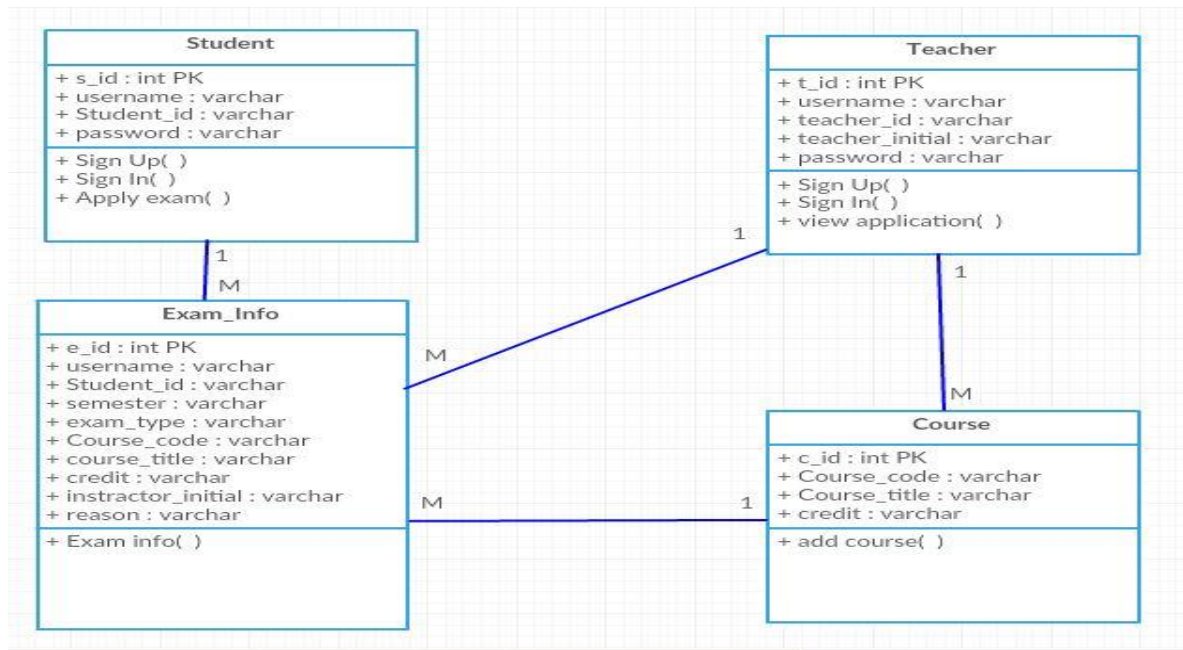 Student
+ s_id : int PK
+ username : varchar
+ Student_id : varchar
+ password : varchar
+ Sign Up( )
+ Sign In( )
+ Apply exam( )
Teacher
+ t_id : int PK
+ username : varchar
+ teacher_id : varchar
+ teacher_initial : varchar
+ password : varchar
+ Sign Up( )
+ Sign In( )
+ view application( )
1
M
1
M
1
M
Exam_Info
+ e_id : int PK
+ username : varchar
+ Student_id : varchar
+ semester : varchar
+ exam_type : varchar
+ Course_code : varchar
+ course_title : varchar
+ credit : varchar
+ instractor_initial : varchar
+ reason : varchar
+ Exam info( )
M
1
Course
+ c_id : int PK
+ Course_code : varchar
+ Course_title : varchar
+ credit : varchar
+ add course( )